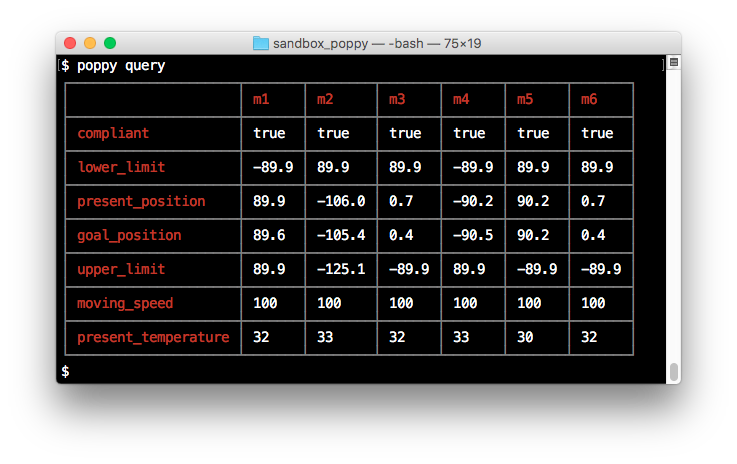 sandbox_poppy — -bash — 75×19
[$ poppy query ]
m1 m2 m3 m4 m5 m6
compliant true true true true true true
lower_limit −89.9 89.9 89.9 −89.9 89.9 89.9
present_position 89.9 −106.0 0.7 −90.2 90.2 0.7
goal_position 89.6 −105.4 0.4 −90.5 90.2 0.4
upper_limit 89.9 −125.1 −89.9 89.9 −89.9 −89.9
moving_speed 100 100 100 100 100 100
present_temperature 32 33 32 33 30 32
$